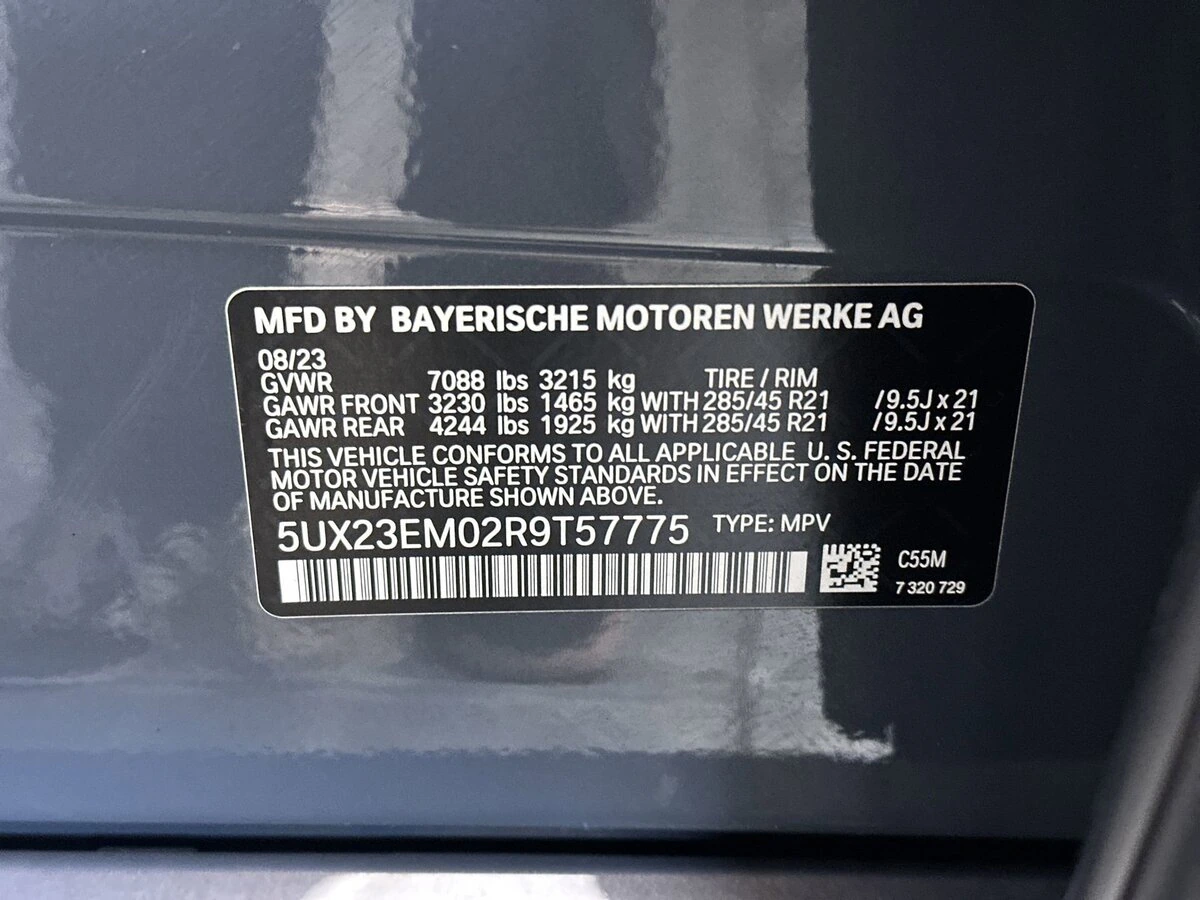 MFD BY BAYERISCHE MOTOREN WERKE AG
08/23
GVWR 7088 lbs 3215 kg TIRE / RIM
GAWR FRONT 3230 lbs 1465 kg WITH 285/45 R21 /9.5J x 21
GAWR REAR 4244 lbs 1925 kg WITH 285/45 R21 /9.5J x 21
THIS VEHICLE CONFORMS TO ALL APPLICABLE U. S. FEDERAL
MOTOR VEHICLE SAFETY STANDARDS IN EFFECT ON THE DATE
OF MANUFACTURE SHOWN ABOVE.
5UX23EM02R9T57775 TYPE: MPV
C55M
7 320 729